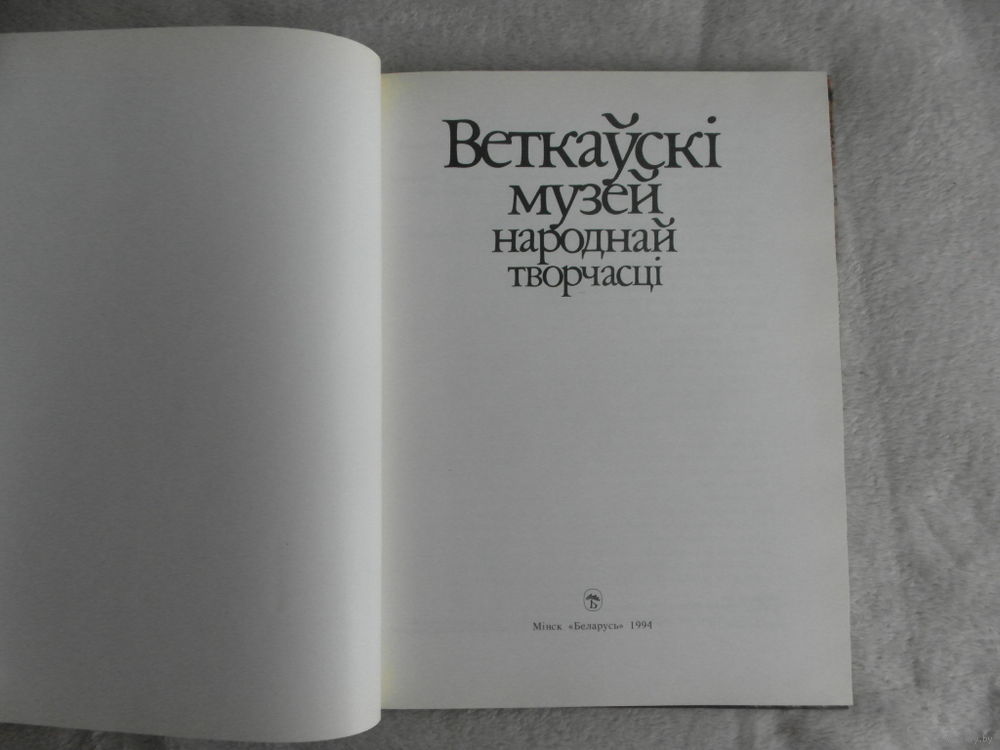 Веткаўскі
музей
народнай
творчасці
Б
Мінск «Беларусь» 1994